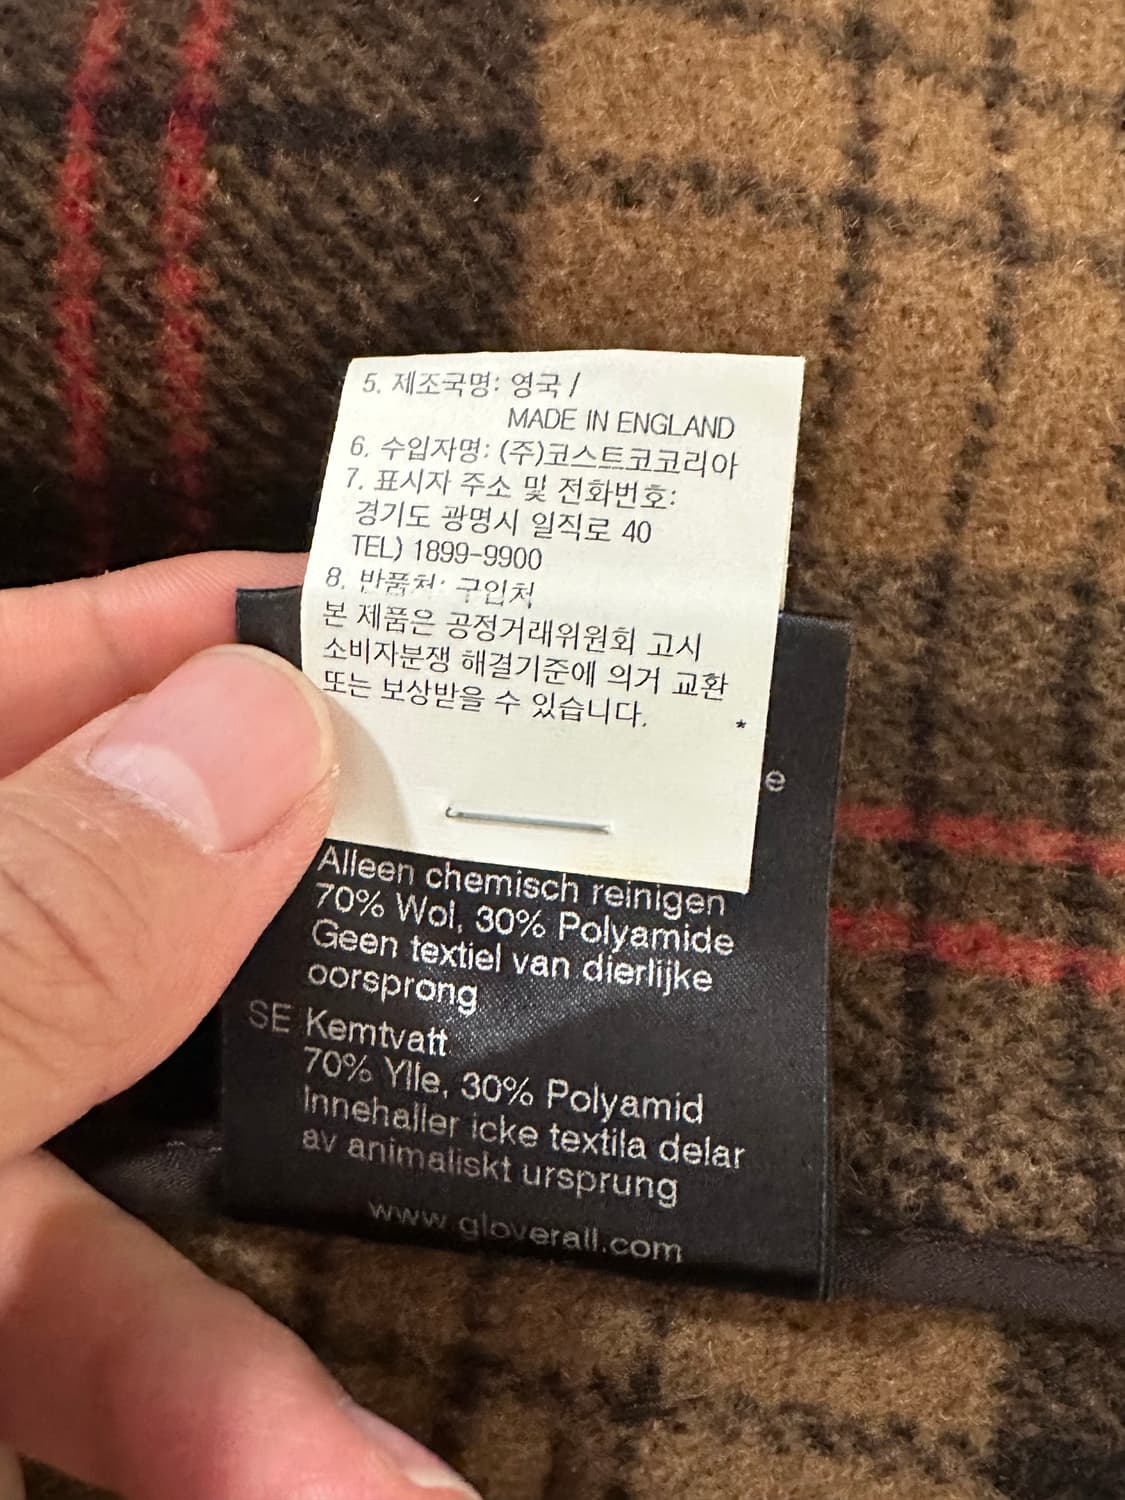 5. 제조국명: 영국 /
MADE IN ENGLAND
6. 수입자명: (주)코스트코코리아
7. 표시자 주소 및 전화번호:
경기도 광명시 일직로 40
TEL) 1899-9900
8. 반품처: 구입처
본 제품은 공정거래위원회 고시
소비자분쟁 해결기준에 의거 교환
또는 보상받을 수 있습니다.
*
e
Alleen chemisch reinigen
70% Wol, 30% Polyamide
Geen textiel van dierlijke
oorsprong
SE Kemtvatt
70% Ylle, 30% Polyamid
Innehaller icke textila delar
av animaliskt ursprung
www.gloverall.com